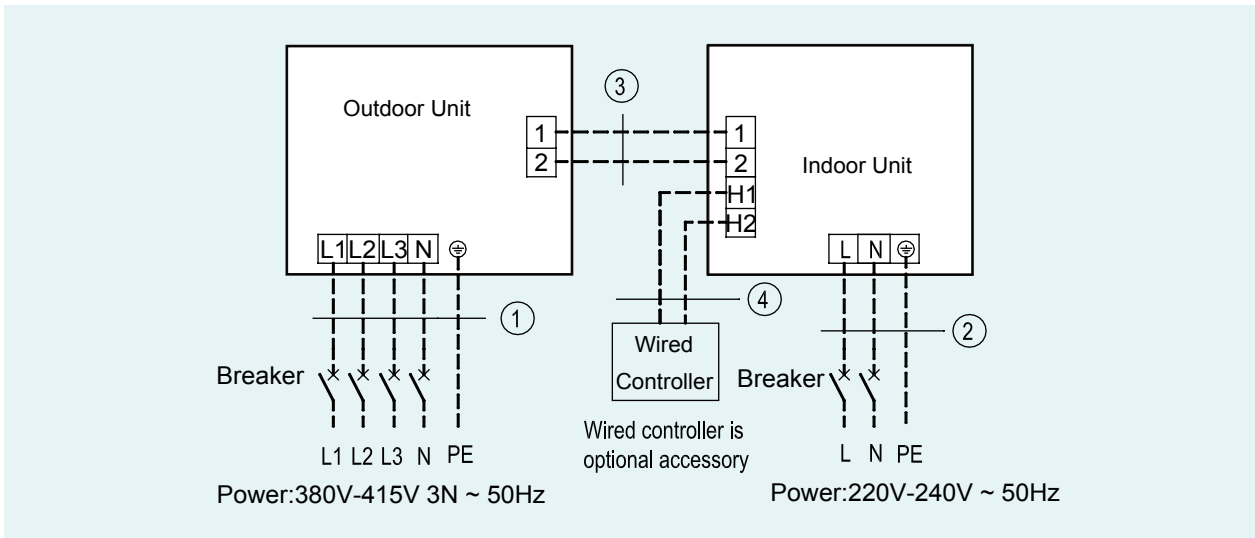 Outdoor Unit
1
2
L1 L2 L3 N
1
Breaker
L1 L2 L3 N PE
Power:380V-415V 3N ~ 50Hz
3
1
2
H1
H2
Indoor Unit
L N
4
Wired
Controller
Wired controller is
optional accessory
2
Breaker
L N PE
Power:220V-240V ~ 50Hz